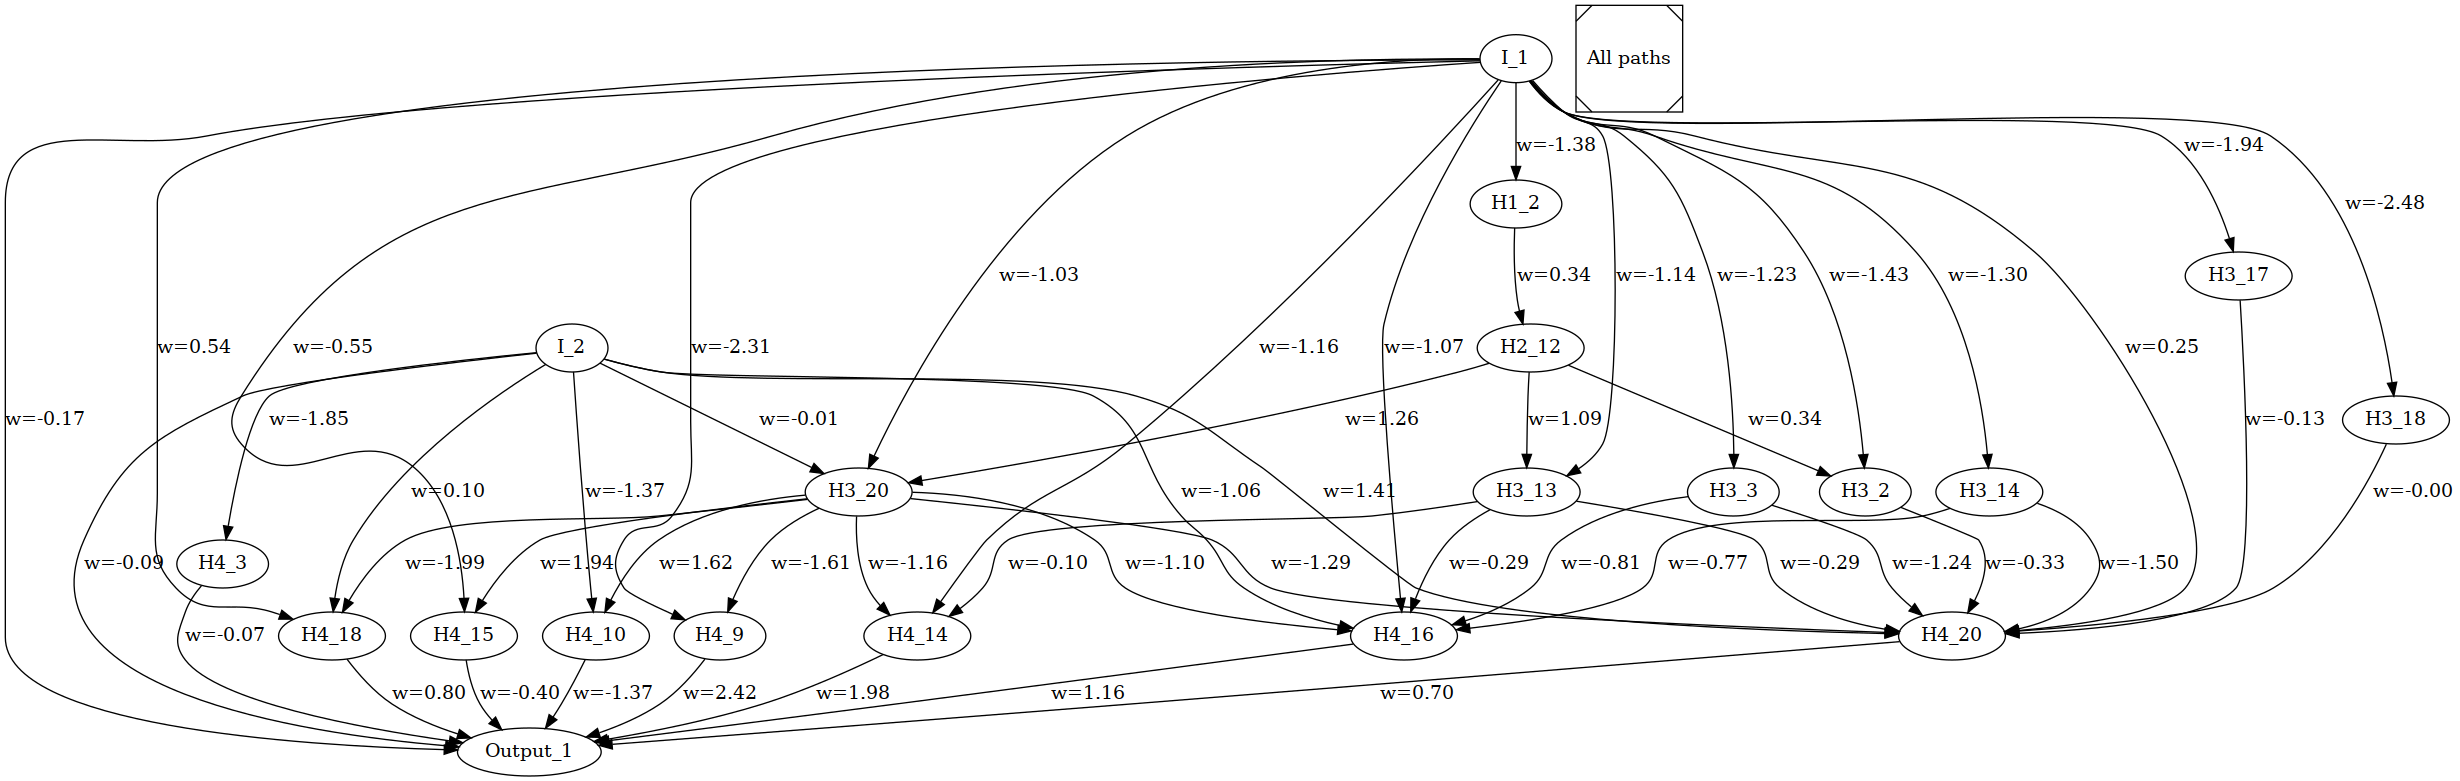 I_1
All paths
w=-1.38
w=-1.94
H1_2
w=-2.48
w=-1.03
w=0.34
w=-1.14
w=-1.23
w=-1.43
w=-1.30
H3_17
w=0.54
w=-0.55
I_2
w=-2.31
w=-1.16
w=-1.07
H2_12
w=0.25
w=-0.17
w=-1.85
w=-0.01
w=1.26
w=1.09
w=0.34
w=-0.13
H3_18
w=0.10
w=-1.37
H3_20
w=-1.06
w=1.41
H3_13
H3_3
H3_2
H3_14
w=-0.00
w=-0.09
H4_3
w=-1.99
w=1.94
w=1.62
w=-1.61
w=-1.16
w=-0.10
w=-1.10
w=-1.29
w=-0.29
w=-0.81
w=-0.77
w=-0.29
w=-1.24
w=-0.33
w=-1.50
w=-0.07
H4_18
H4_15
H4_10
H4_9
H4_14
H4_16
H4_20
w=0.80
w=-0.40
w=-1.37
w=2.42
w=1.98
w=1.16
w=0.70
Output_1